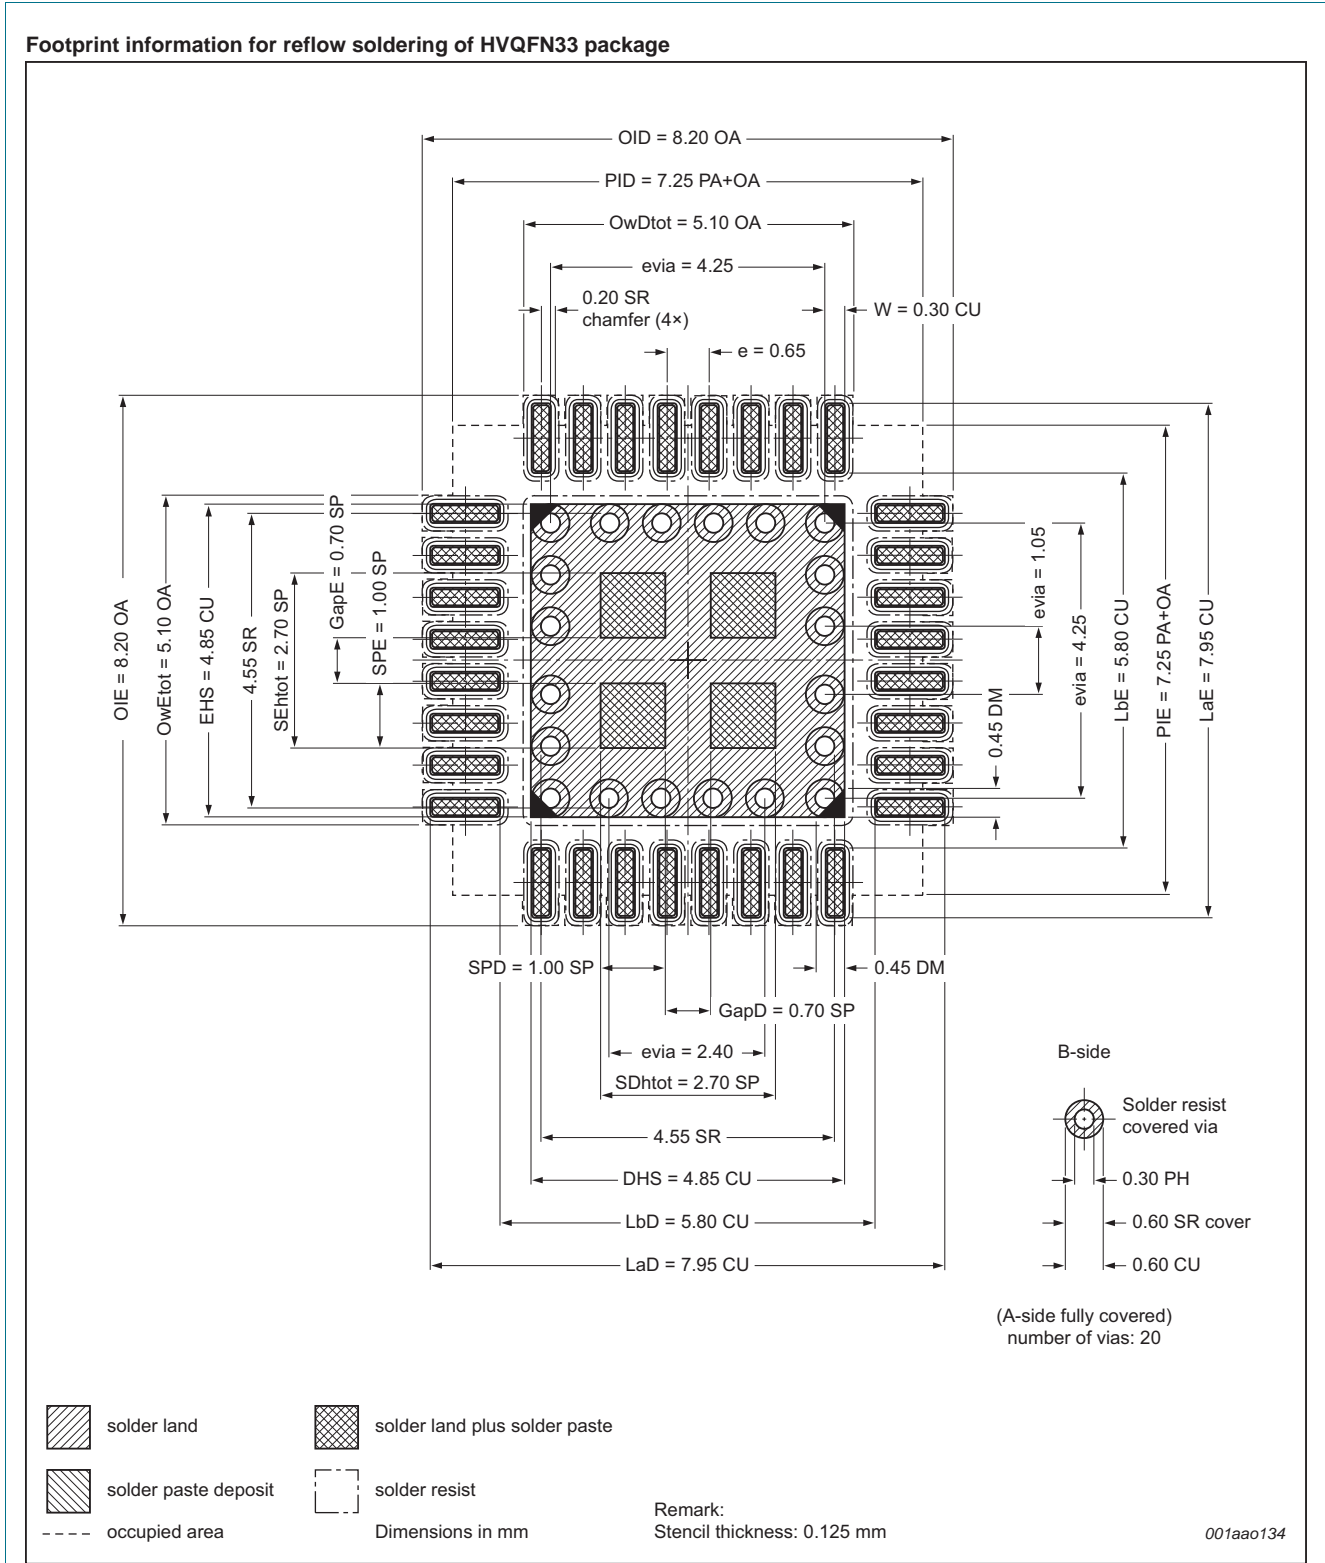 Footprint information for reflow soldering of HVQFN33 package
OID = 8.20 OA
PID = 7.25 PA+OA
OwDtot = 5.10 OA
evia = 4.25
0.20 SR
chamfer (4×)
W = 0.30 CU
e = 0.65
OIE = 8.20 OA
OwEtot = 5.10 OA
EHS = 4.85 CU
4.55 SR
SEhtot = 2.70 SP
GapE = 0.70 SP
SPE = 1.00 SP
evia = 1.05
0.45 DM
evia = 4.25
LbE = 5.80 CU
PIE = 7.25 PA+OA
LaE = 7.95 CU
SPD = 1.00 SP
0.45 DM
GapD = 0.70 SP
evia = 2.40
SDhtot = 2.70 SP
4.55 SR
DHS = 4.85 CU
LbD = 5.80 CU
LaD = 7.95 CU
B-side
Solder resist
covered via
0.30 PH
0.60 SR cover
0.60 CU
(A-side fully covered)
number of vias: 20
solder land
solder land plus solder paste
solder paste deposit
solder resist
occupied area
Dimensions in mm
Remark:
Stencil thickness: 0.125 mm
001aao134